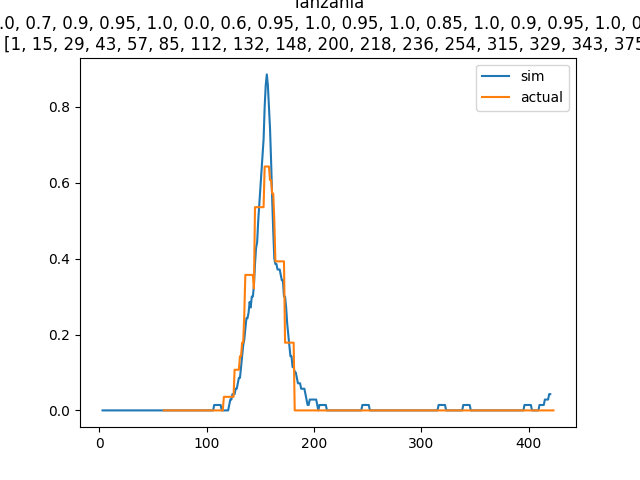 Tanzania
.0, 0.7, 0.9, 0.95, 1.0, 0.0, 0.6, 0.95, 1.0, 0.95, 1.0, 0.85, 1.0, 0.9, 0.95, 1.0, 0
[1, 15, 29, 43, 57, 85, 112, 132, 148, 200, 218, 236, 254, 315, 329, 343, 375
sim
actual
0.8
0.6
0.4
0.2
0.0
0 100 200 300 400